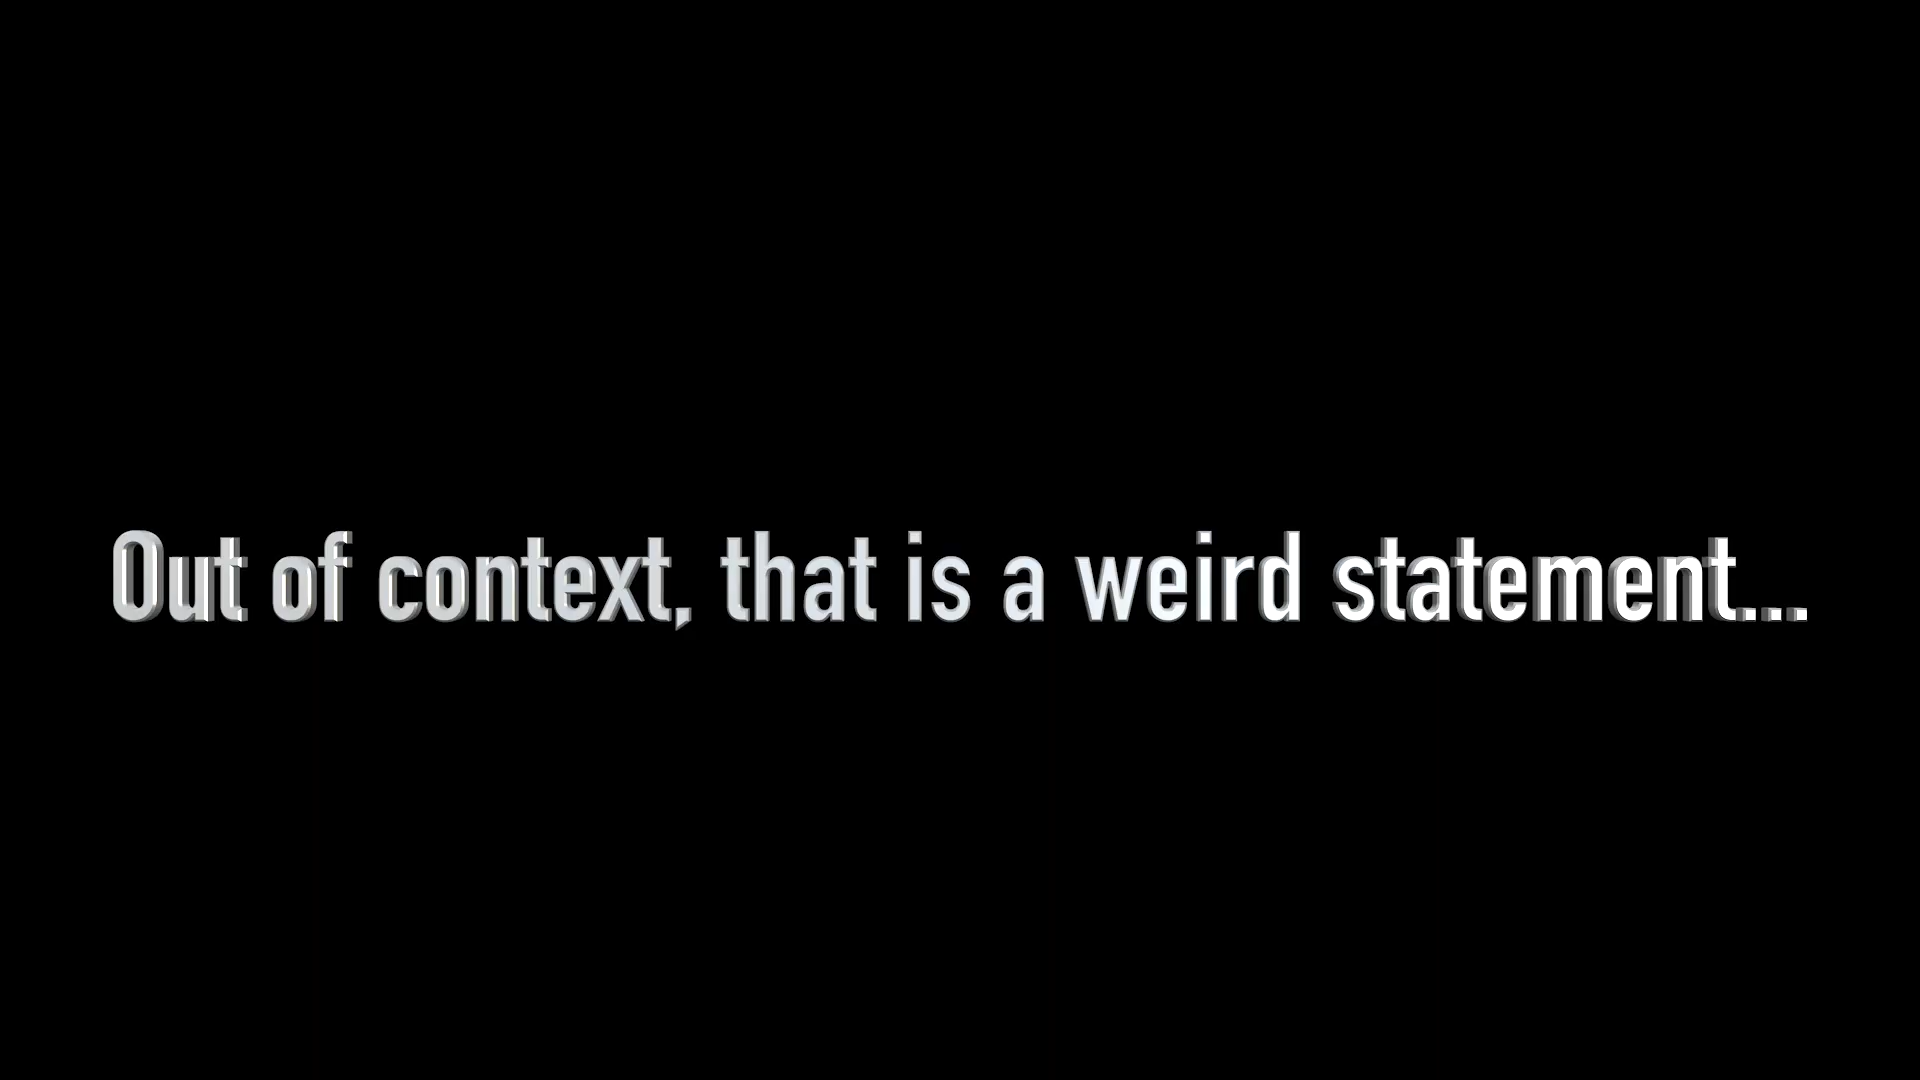 Out of context, that is a weird statement...